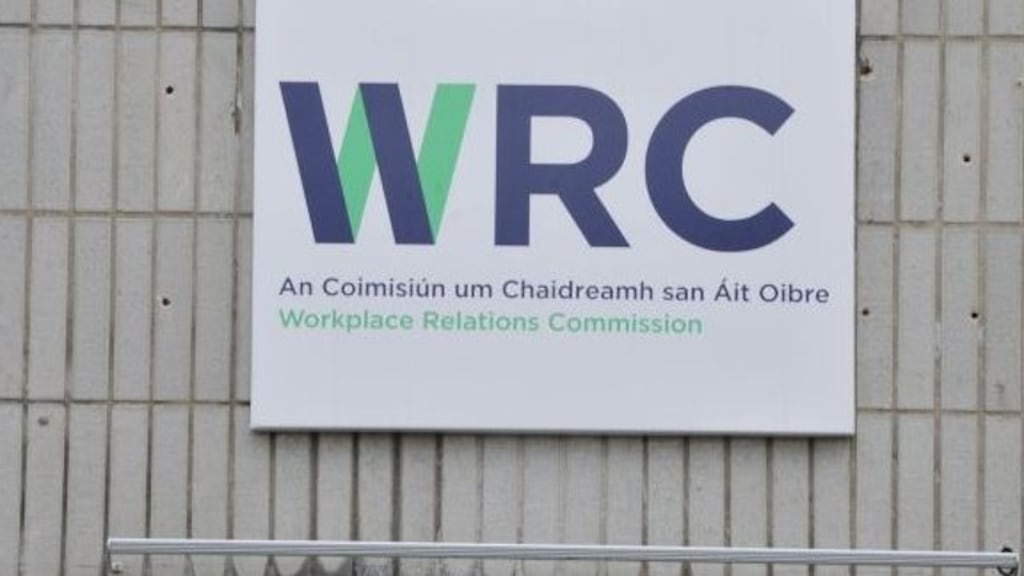 WRC
An Coimisiún um Chaidreamh san Áit Oibre
Workplace Relations Commission